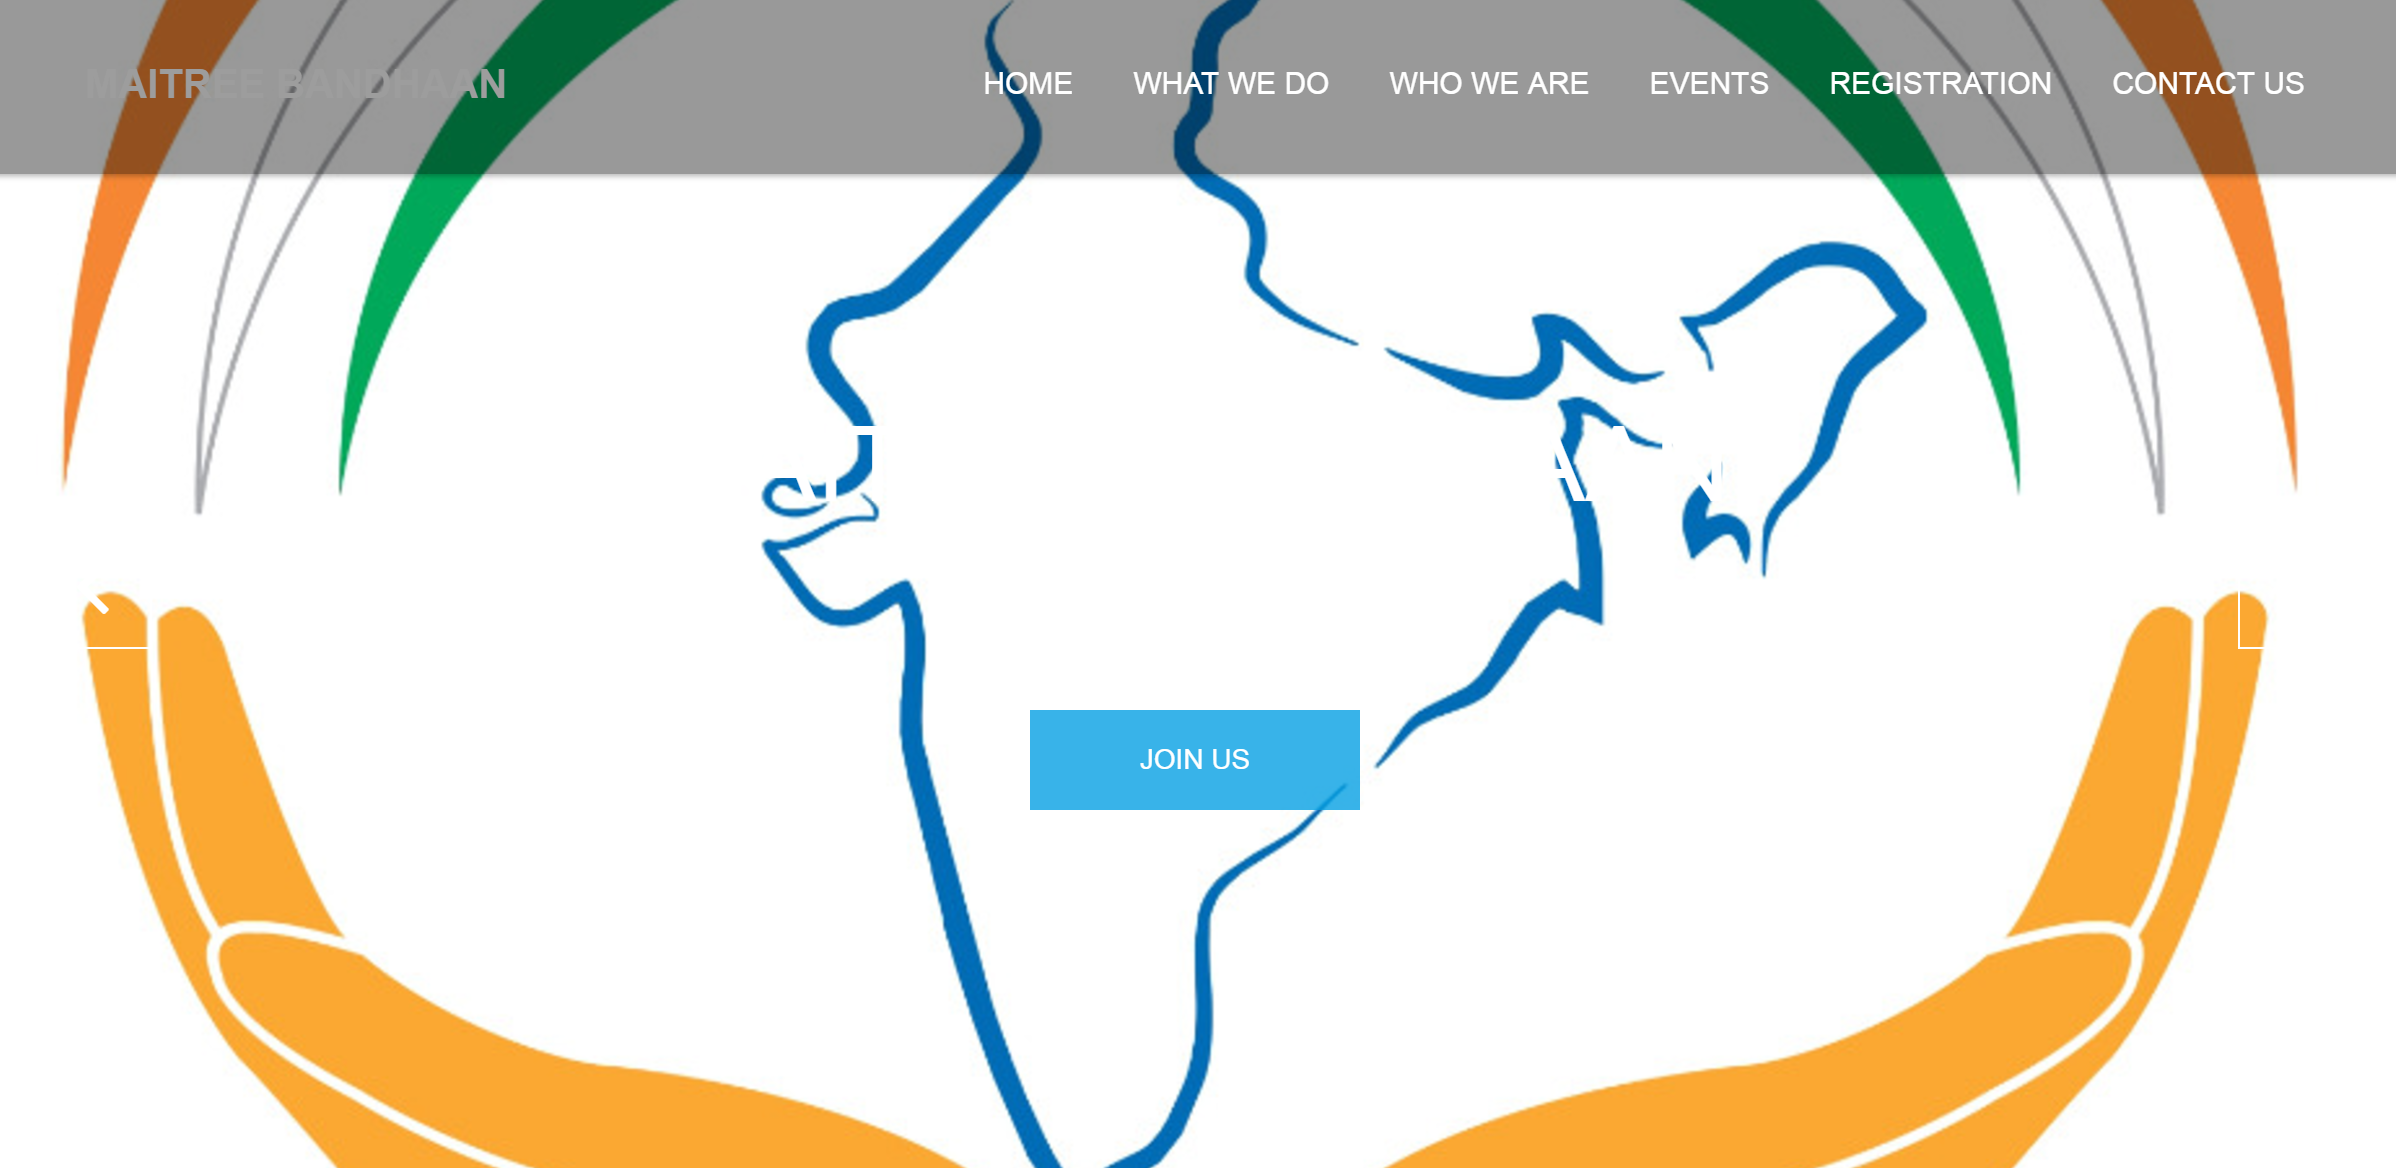 MAITREE BANDHAAN
HOME WHAT WE DO WHO WE ARE EVENTS REGISTRATION CONTACT US
JOIN US